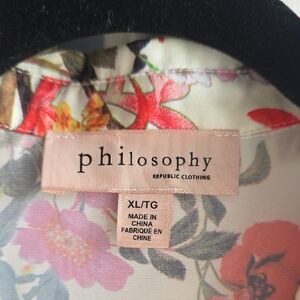 philosophy
REPUBLIC CLOTHING
XL/TG
MADE IN
CHINA
FABRIQUÉ EN
CHINE